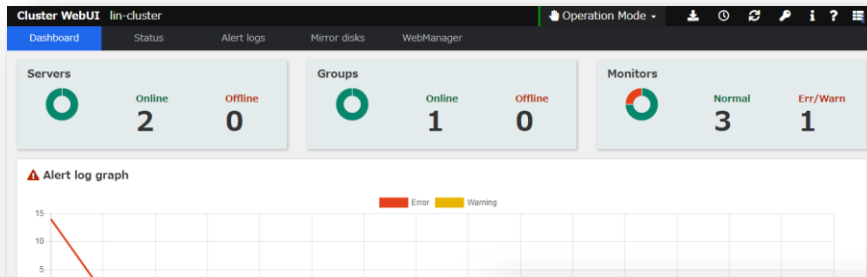 Cluster WebUI lin-cluster Operation Mode
Dashboard Status Alert logs Mirror disks WebManager
Servers Groups Monitors
Online Offline Online Offline Normal Err/Warn
2 0 1 0 3 1
Alert log graph
Error Warning
15
10
5